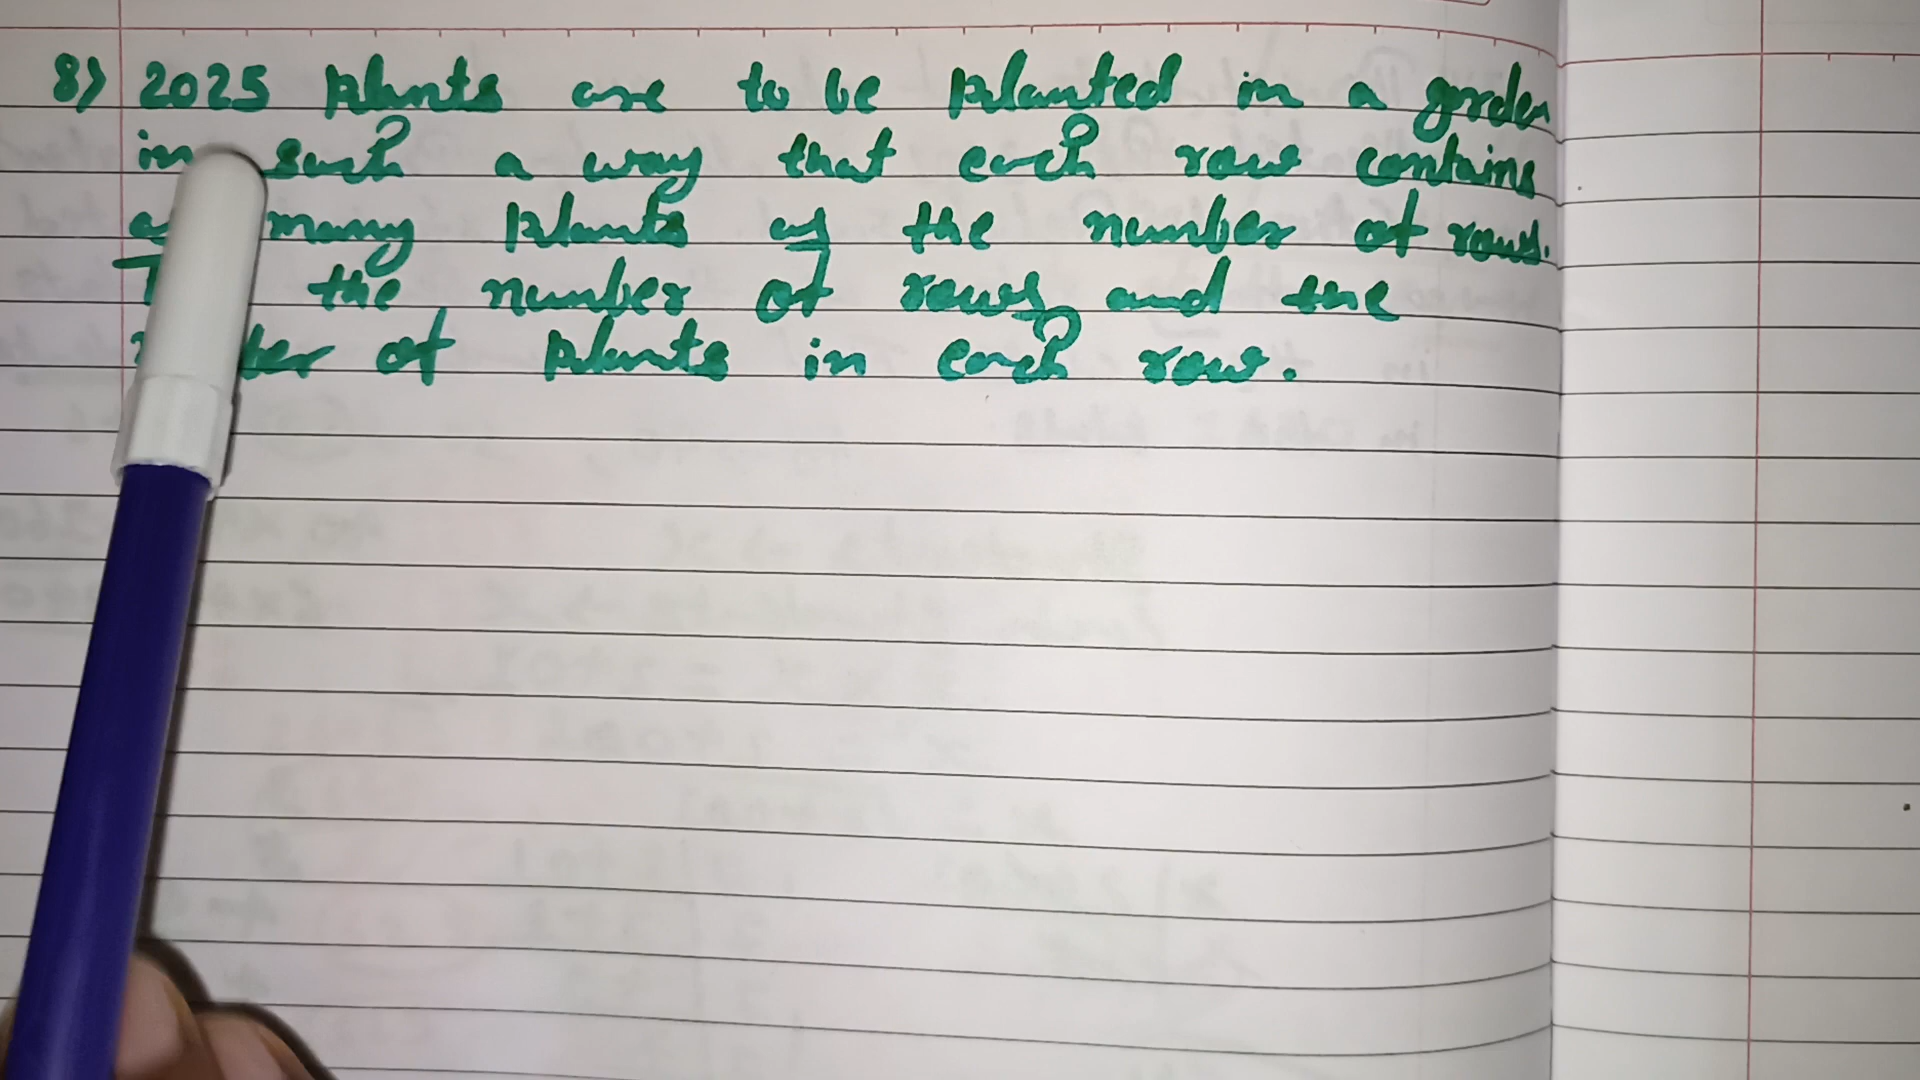 8) 2025 plants are to be planted in a garden
in such a way that each row contains
many plants as the number of rows.
the number of rows and the
of plants in each row.